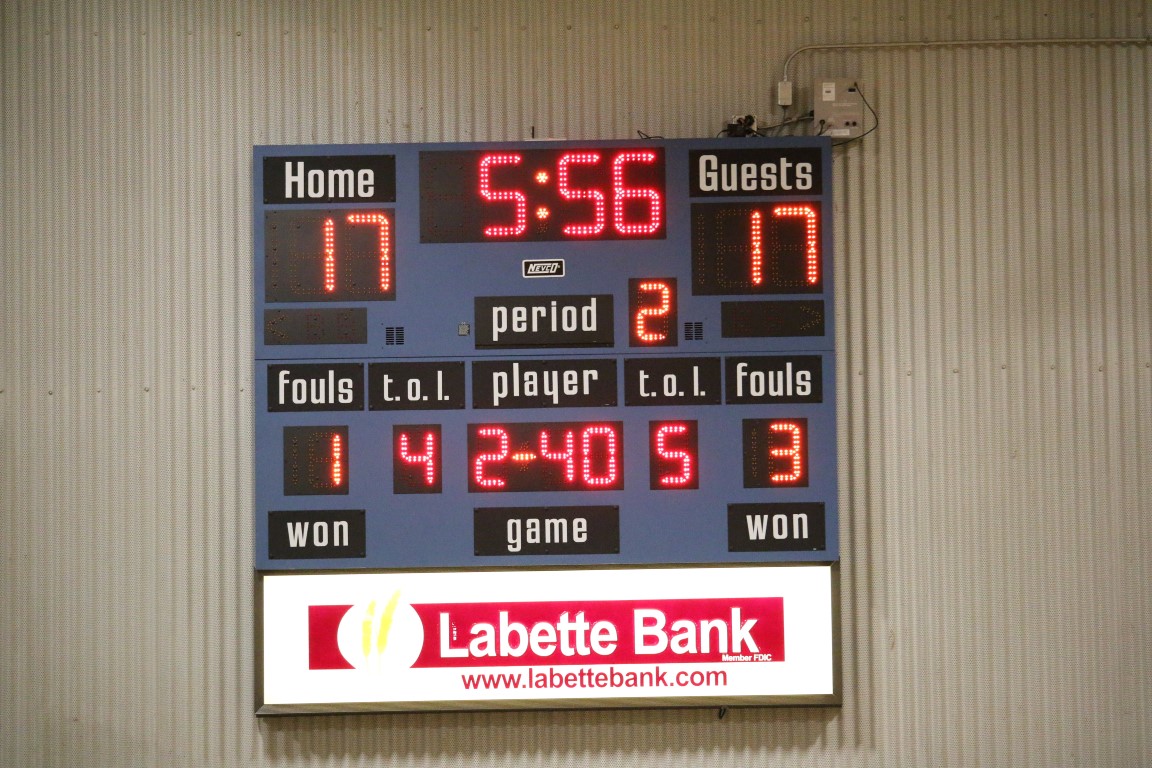 Home 5:56 Guests
17 17
NEVCO
period 2
fouls t.o.l. player t.o.l. fouls
1 4 2-40 5 3
won game won
Labette Bank
Member FDIC
www.labettebank.com